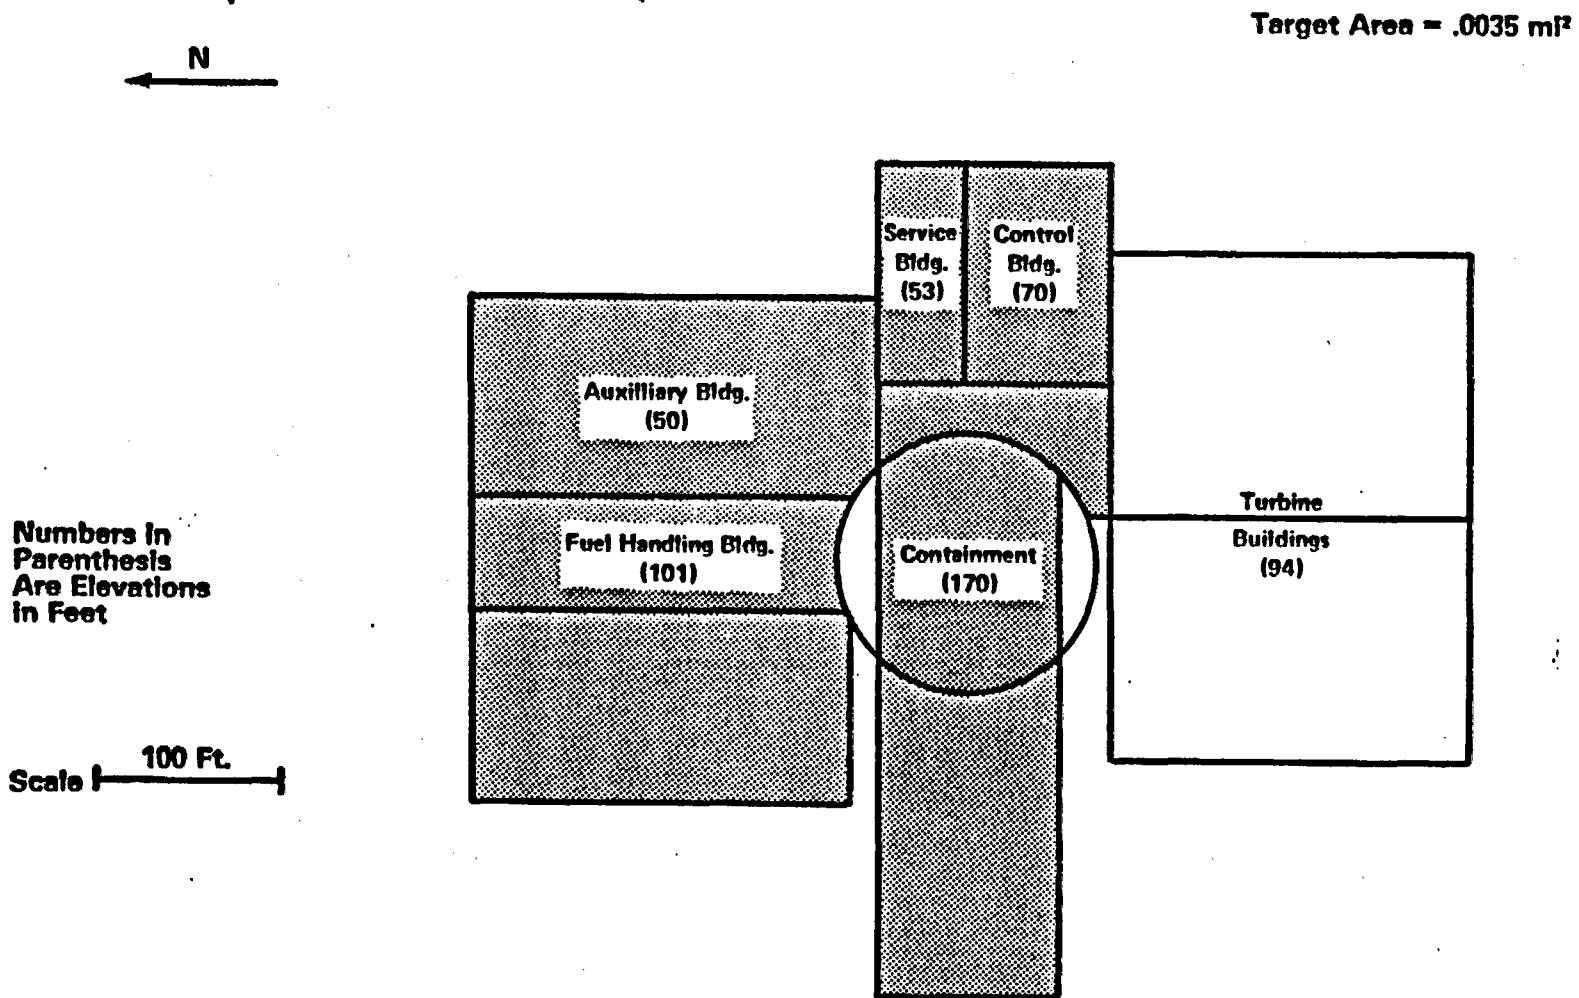 Target Area = .0035 mi²
N
Service
Bldg.
(53)
Control
Bldg.
(70)
Auxilliary Bldg.
(50)
Fuel Handling Bldg.
(101)
Containment
(170)
Turbine
Buildings
(94)
Numbers in
Parenthesis
Are Elevations
in Feet
Scale 100 Ft.